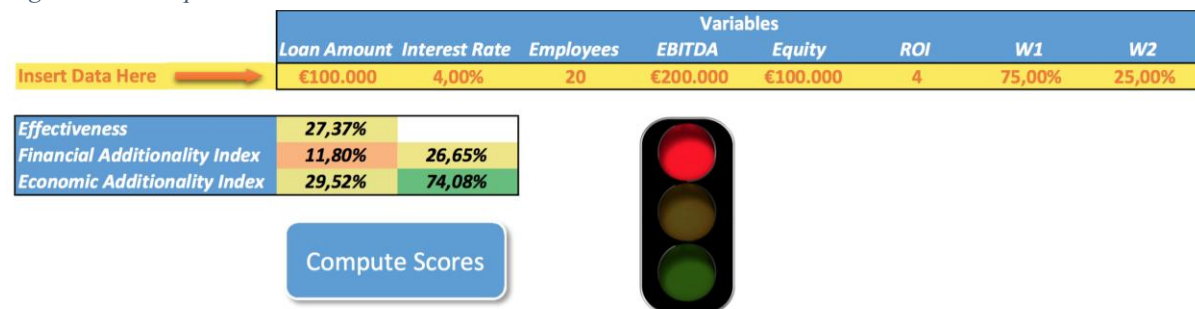 Variables
Loan Amount Interest Rate Employees EBITDA Equity ROI W1 W2
Insert Data Here €100.000 4,00% 20 €200.000 €100.000 4 75,00% 25,00%
Effectiveness 27,37%
Financial Additionality Index 11,80% 26,65%
Economic Additionality Index 29,52% 74,08%
Compute Scores